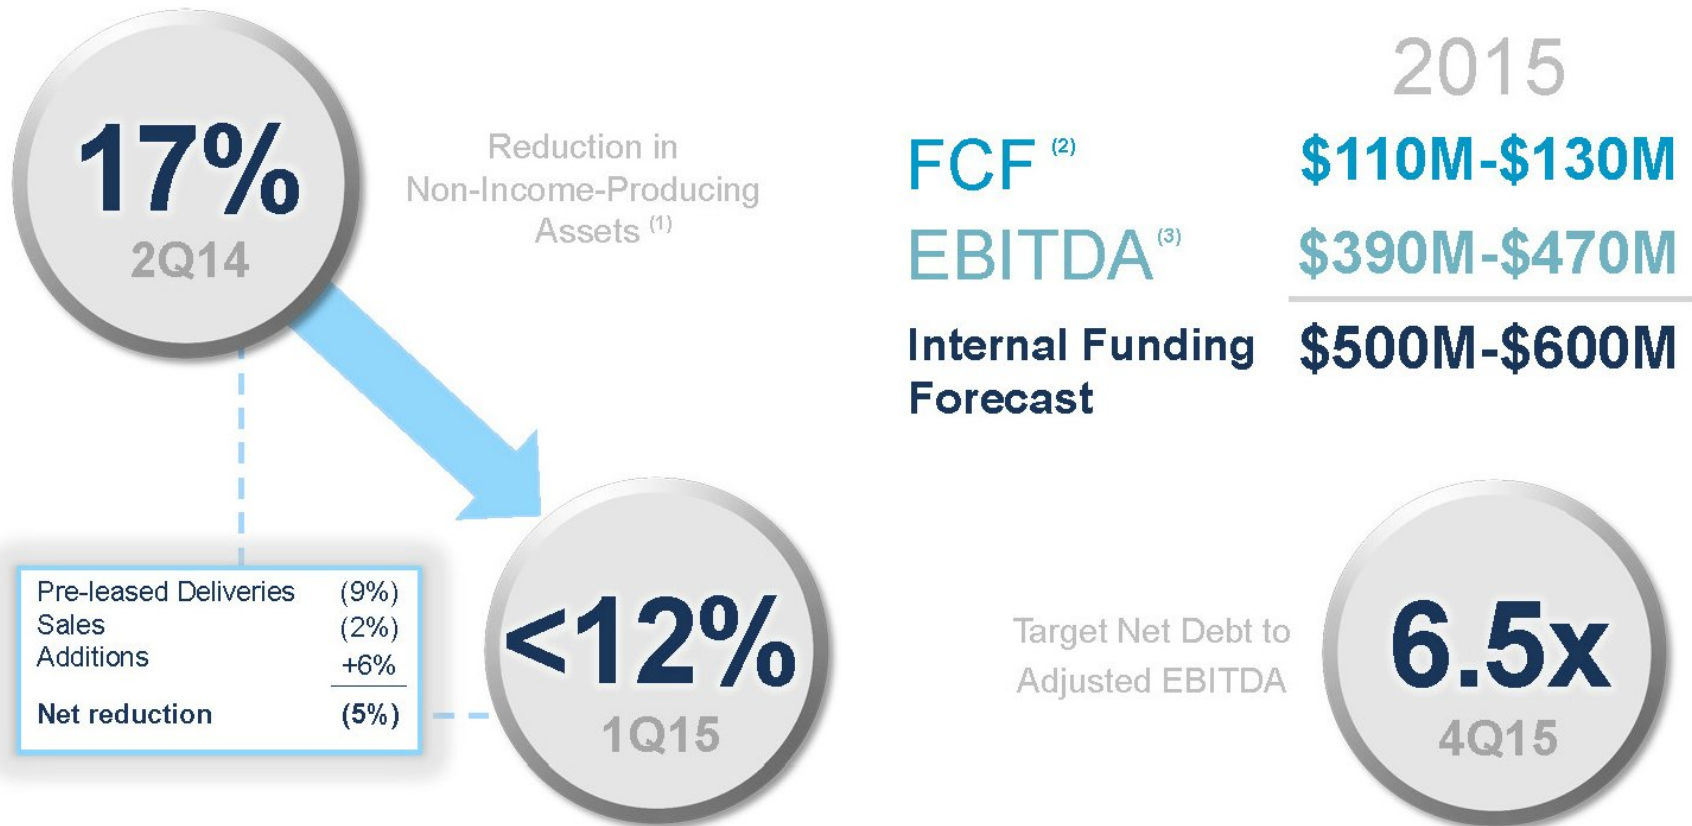 17%
2Q14
Reduction in
Non-Income-Producing
Assets (1)
Pre-leased Deliveries (9%)
Sales (2%)
Additions +6%
Net reduction (5%)
<12%
1Q15
2015
FCF (2) $110M-$130M
EBITDA (3) $390M-$470M
Internal Funding $500M-$600M
Forecast
Target Net Debt to
Adjusted EBITDA
6.5x
4Q15